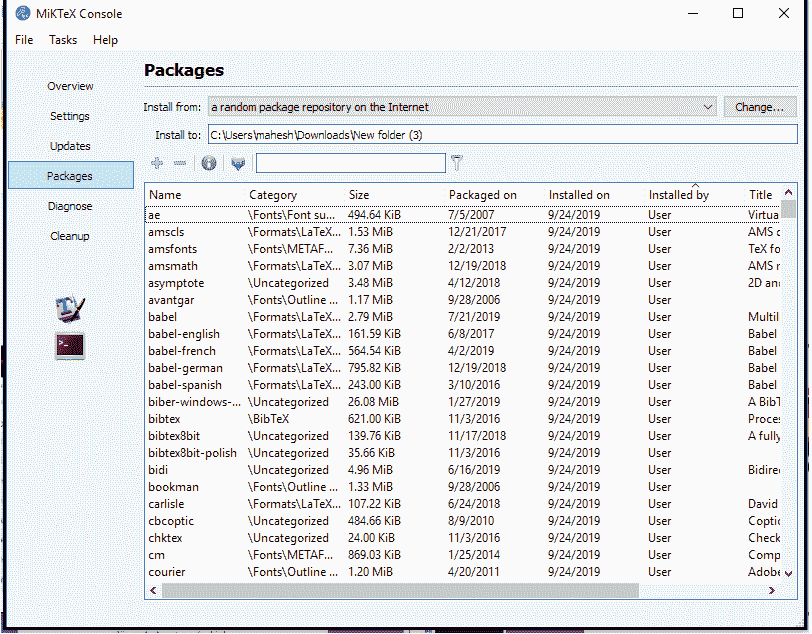 MiKTeX Console
File Tasks Help
Overview
Settings
Updates
Packages
Diagnose
Cleanup
Packages
Install from: a random package repository on the Internet Change...
Install to: C:\Users\mahesh\Downloads\New folder (3)
Name Category Size Packaged on Installed on Installed by Title
ae \Fonts\Font su... 494.64 KiB 7/5/2007 9/24/2019 User Virtua
amscls \Formats\LaTeX... 1.53 MiB 12/21/2017 9/24/2019 User AMS c
amsfonts \Fonts\METAF... 7.36 MiB 2/2/2013 9/24/2019 User TeX fo
amsmath \Formats\LaTeX... 3.07 MiB 12/19/2018 9/24/2019 User AMS r
asymptote \Uncategorized 3.48 MiB 4/12/2018 9/24/2019 User 2D an
avantgar \Fonts\Outline ... 1.17 MiB 9/28/2006 9/24/2019 User
babel \Formats\LaTeX... 2.79 MiB 7/21/2019 9/24/2019 User Multil
babel-english \Formats\LaTeX... 161.59 KiB 6/8/2017 9/24/2019 User Babel
babel-french \Formats\LaTeX... 564.54 KiB 4/2/2019 9/24/2019 User Babel
babel-german \Formats\LaTeX... 795.82 KiB 12/19/2018 9/24/2019 User Babel
babel-spanish \Formats\LaTeX... 243.00 KiB 3/10/2016 9/24/2019 User Babel
biber-windows-... \Uncategorized 26.08 MiB 1/27/2019 9/24/2019 User A BibT
bibtex \BibTeX 621.00 KiB 11/3/2016 9/24/2019 User Proces
bibtex8bit \Uncategorized 139.76 KiB 11/17/2018 9/24/2019 User A fully
bibtex8bit-polish \Uncategorized 35.66 KiB 11/3/2016 9/24/2019 User
bidi \Uncategorized 4.96 MiB 6/16/2019 9/24/2019 User Bidirec
bookman \Fonts\Outline ... 1.33 MiB 9/28/2006 9/24/2019 User
carlisle \Formats\LaTeX... 107.22 KiB 6/24/2018 9/24/2019 User David
cbcoptic \Uncategorized 484.66 KiB 8/9/2010 9/24/2019 User Coptic
chktex \Uncategorized 24.00 KiB 11/3/2016 9/24/2019 User Check
cm \Fonts\METAF... 869.03 KiB 1/25/2014 9/24/2019 User Comp
courier \Fonts\Outline ... 1.20 MiB 4/20/2011 9/24/2019 User Adobe